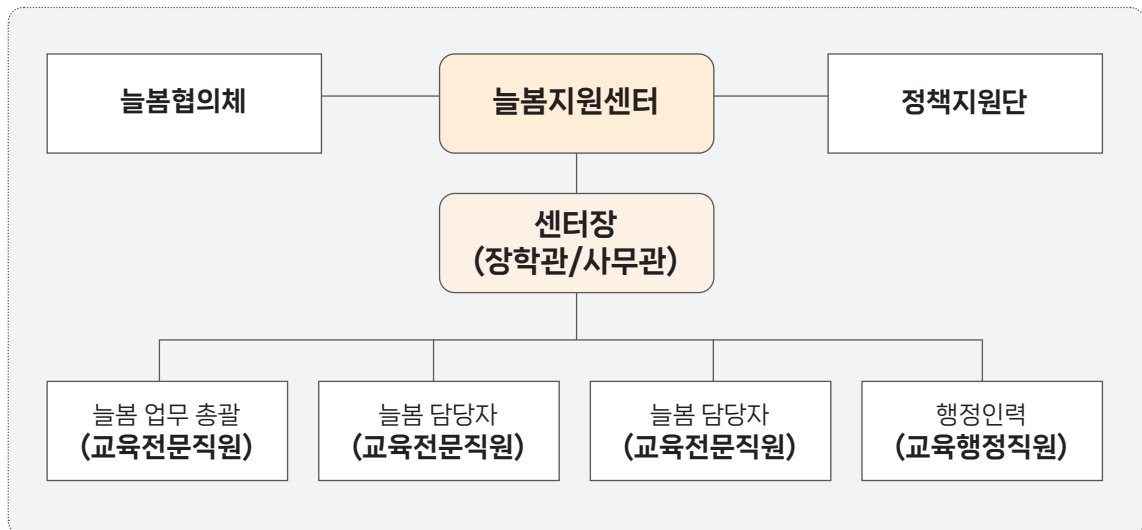 늘봄협의체
늘봄지원센터
정책지원단
센터장
(장학관/사무관)
늘봄 업무 총괄
(교육전문직원)
늘봄 담당자
(교육전문직원)
늘봄 담당자
(교육전문직원)
행정인력
(교육행정직원)